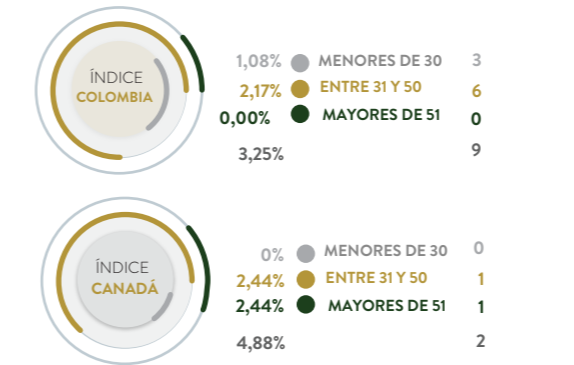 ÍNDICE
COLOMBIA
1,08% MENORES DE 30 3
2,17% ENTRE 31 Y 50 6
0,00% MAYORES DE 51 0
3,25% 9
ÍNDICE
CANADÁ
0% MENORES DE 30 0
2,44% ENTRE 31 Y 50 1
2,44% MAYORES DE 51 1
4,88% 2